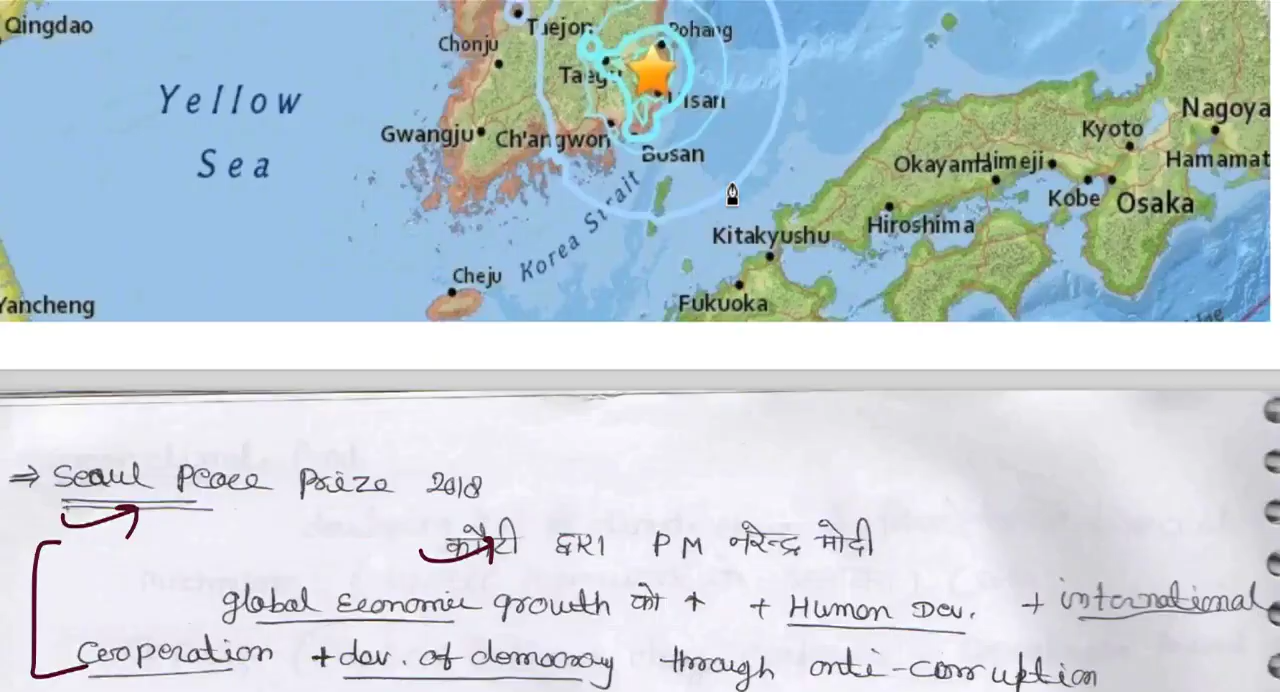 Qingdao
Tuejon
Pohang
Chonju
Taegu
Yellow
Sea
Nagoya
Kyoto
Gwangju
Ch'angwon
Busan
Okayama
Himeji
Hamamat
Kobe
Osaka
Hiroshima
Korea Strait
Kitakyushu
Cheju
Yancheng
Fukuoka
⇒ Seoul Peace Prize 2018
कमेटी द्वारा PM नरेन्द्र मोदी
global Economic growth को + + Human Dev. + international
cooperation + dev. of democracy through anti-corruption